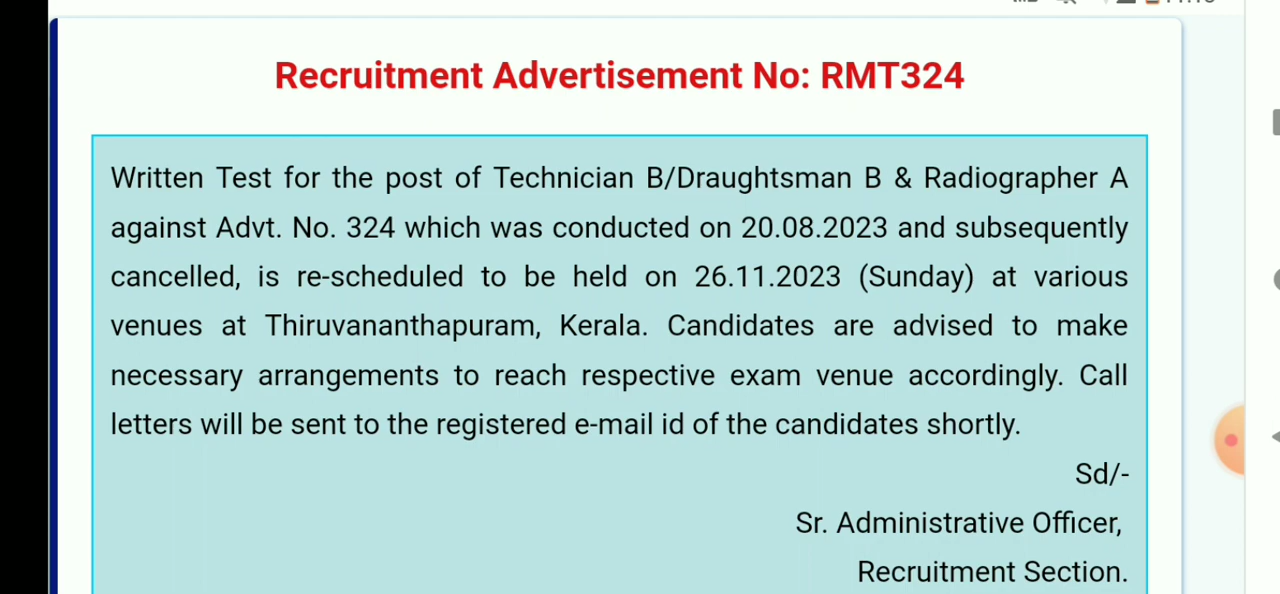 Recruitment Advertisement No: RMT324
Written Test for the post of Technician B/Draughtsman B & Radiographer A
against Advt. No. 324 which was conducted on 20.08.2023 and subsequently
cancelled, is re-scheduled to be held on 26.11.2023 (Sunday) at various
venues at Thiruvananthapuram, Kerala. Candidates are advised to make
necessary arrangements to reach respective exam venue accordingly. Call
letters will be sent to the registered e-mail id of the candidates shortly.
Sd/-
Sr. Administrative Officer,
Recruitment Section.